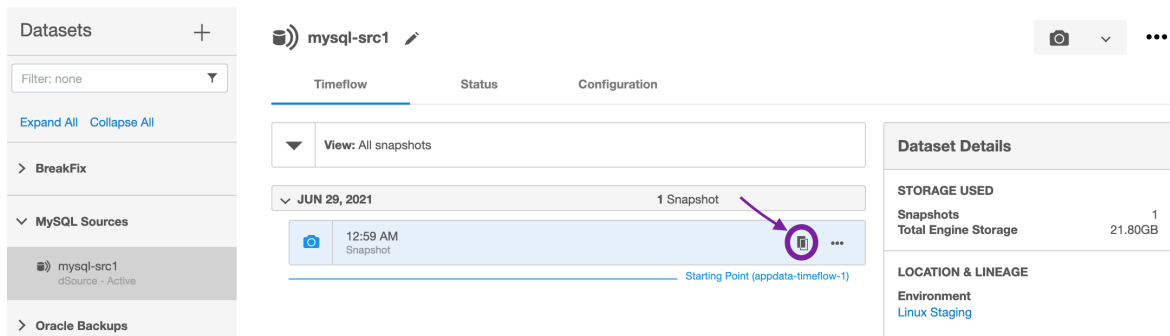 Datasets
Filter: none
Expand All Collapse All
BreakFix
MySQL Sources
mysql-src1
dSource - Active
Oracle Backups
mysql-src1
Timeflow Status Configuration
View: All snapshots
JUN 29, 2021 1 Snapshot
12:59 AM
Snapshot
Starting Point (appdata-timeflow-1)
Dataset Details
STORAGE USED
Snapshots 1
Total Engine Storage 21.80GB
LOCATION & LINEAGE
Environment
Linux Staging